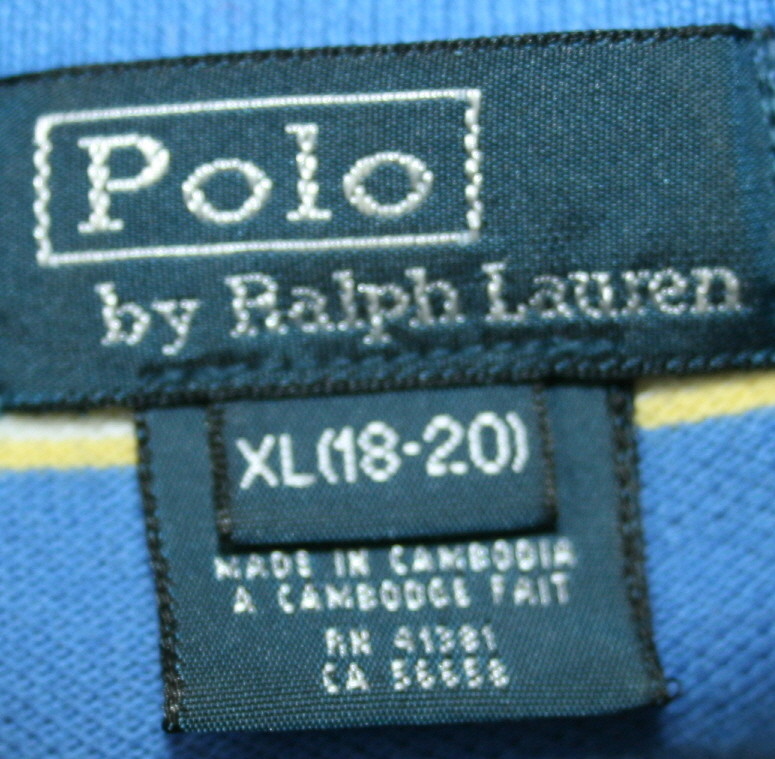 Polo
by Ralph Lauren
XL(18-20)
MADE IN CAMBODIA
A CAMBODGE FAIT
RN 41381
CA 56658